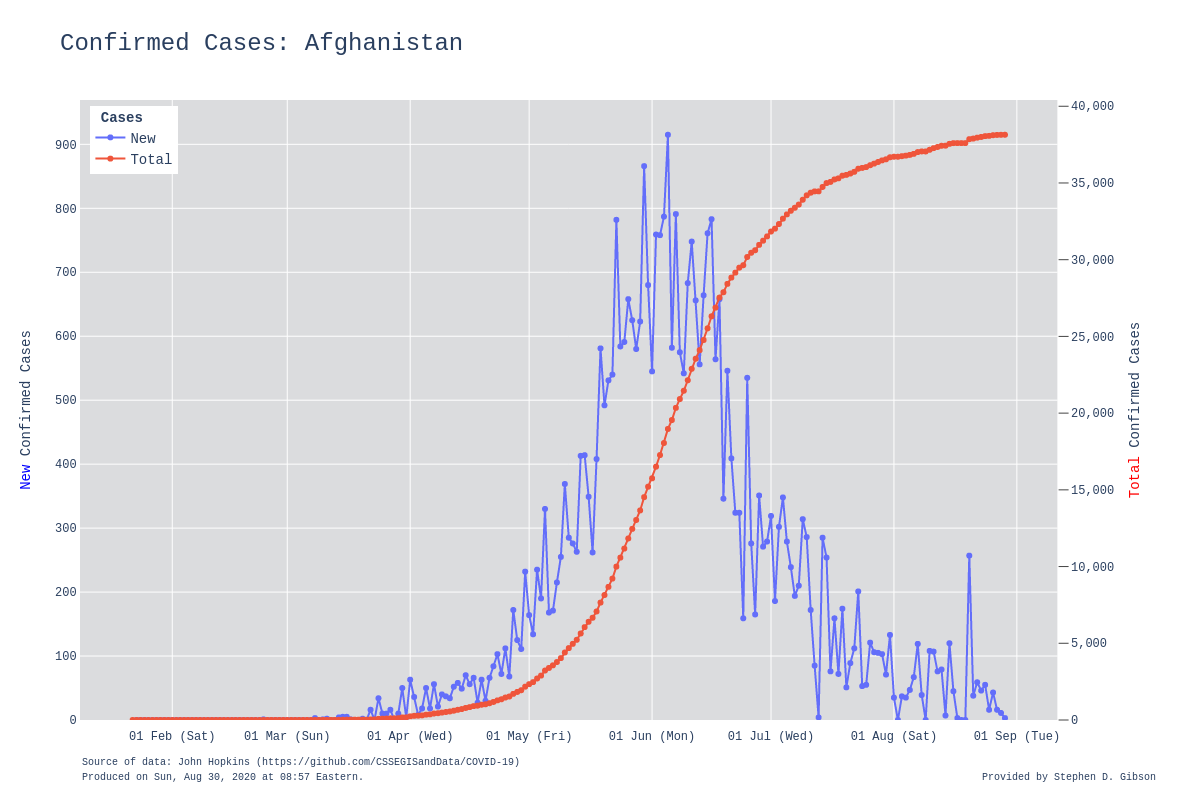 Confirmed Cases: Afghanistan
Cases
New
Total
900
800
700
600
500
400
300
200
100
0
New Confirmed Cases
40,000
35,000
30,000
25,000
20,000
15,000
10,000
5,000
0
Total Confirmed Cases
01 Feb (Sat) 01 Mar (Sun) 01 Apr (Wed) 01 May (Fri) 01 Jun (Mon) 01 Jul (Wed) 01 Aug (Sat) 01 Sep (Tue)
Source of data: John Hopkins (https://github.com/CSSEGISandData/COVID-19)
Produced on Sun, Aug 30, 2020 at 08:57 Eastern.
Provided by Stephen D. Gibson